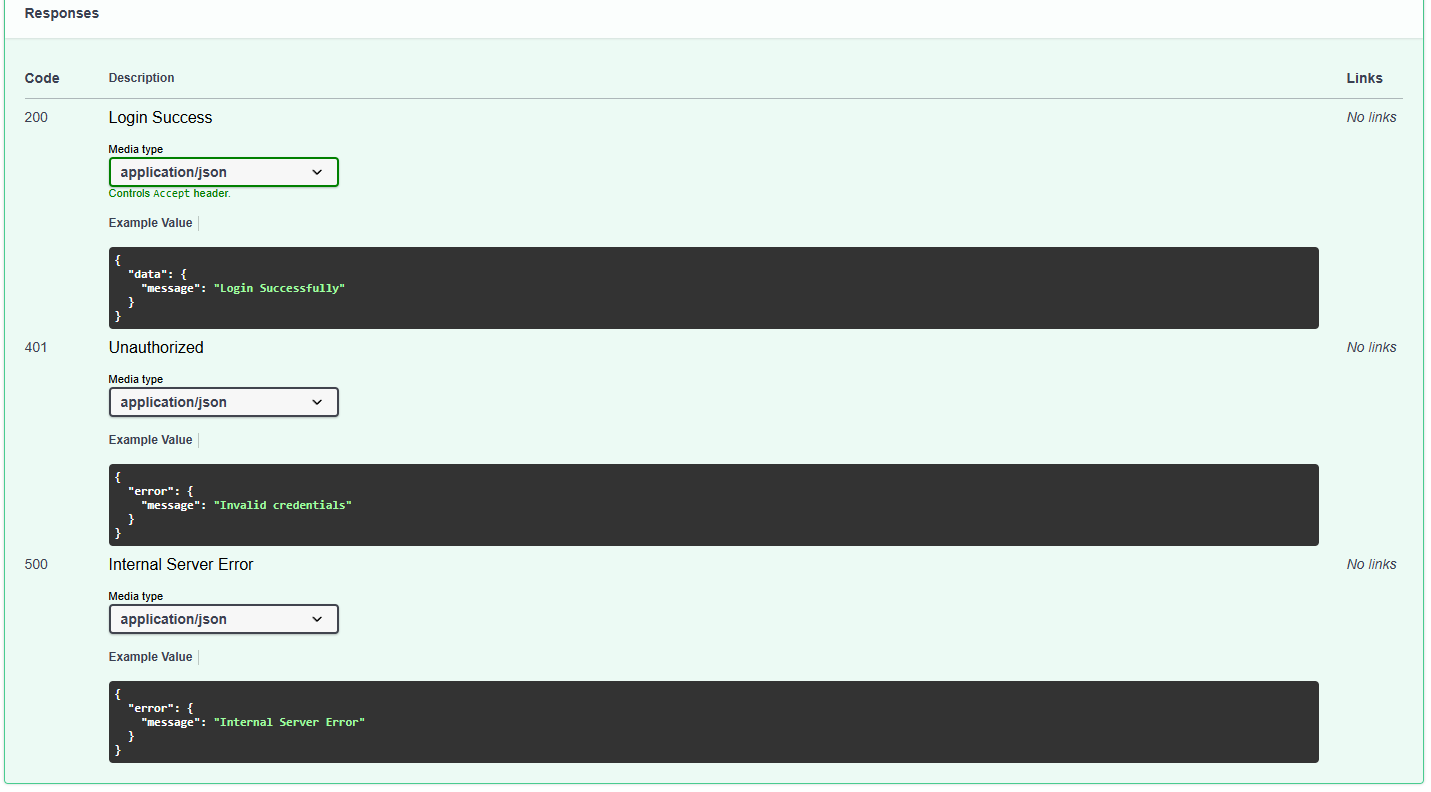 Responses
Code Description Links
200 Login Success No links
Media type
application/json
Controls Accept header.
Example Value
{
  "data": {
    "message": "Login Successfully"
  }
}
401 Unauthorized No links
Media type
application/json
Example Value
{
  "error": {
    "message": "Invalid credentials"
  }
}
500 Internal Server Error No links
Media type
application/json
Example Value
{
  "error": {
    "message": "Internal Server Error"
  }
}